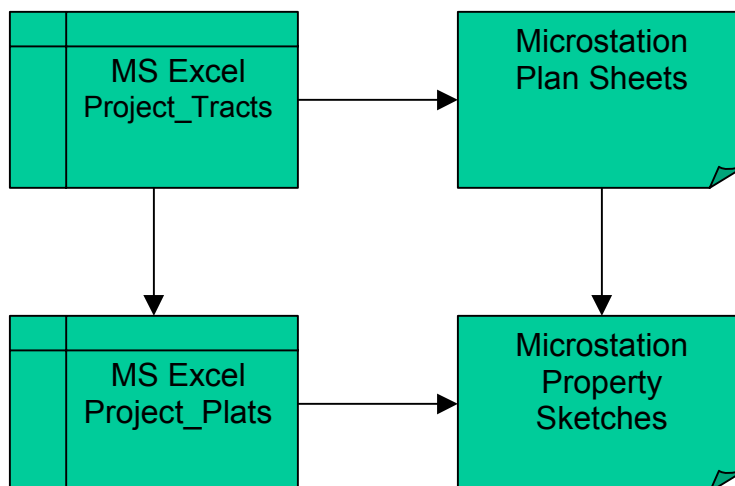 MS Excel
Project_Tracts
Microstation
Plan Sheets
MS Excel
Project_Plats
Microstation
Property
Sketches